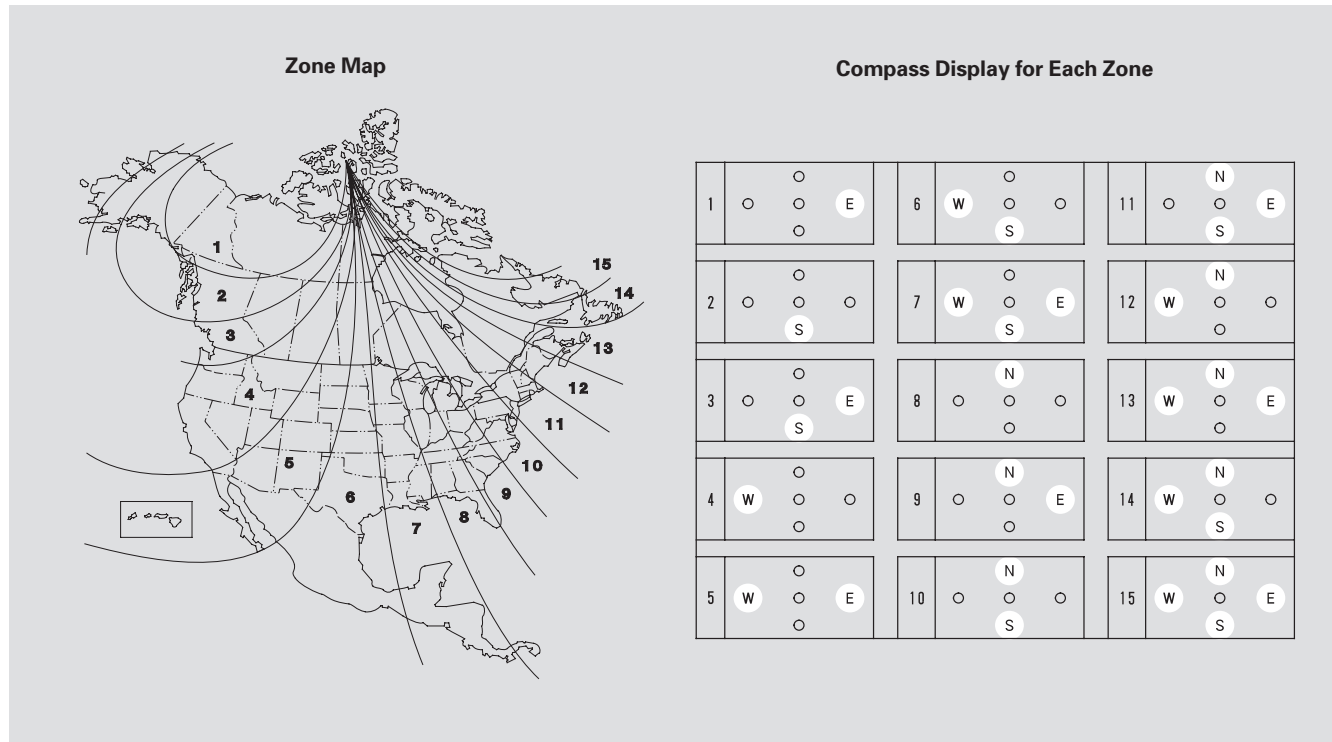 Zone Map
Compass Display for Each Zone
1
2
3
4
5
6
7
8
9
10
11
12
13
14
15
1 E
2 S
3 E S
4 W
5 W E
6 W S
7 W E S
8 N
9 N E
10 N S
11 N E S
12 N W
13 N W E
14 N W S
15 N W E S